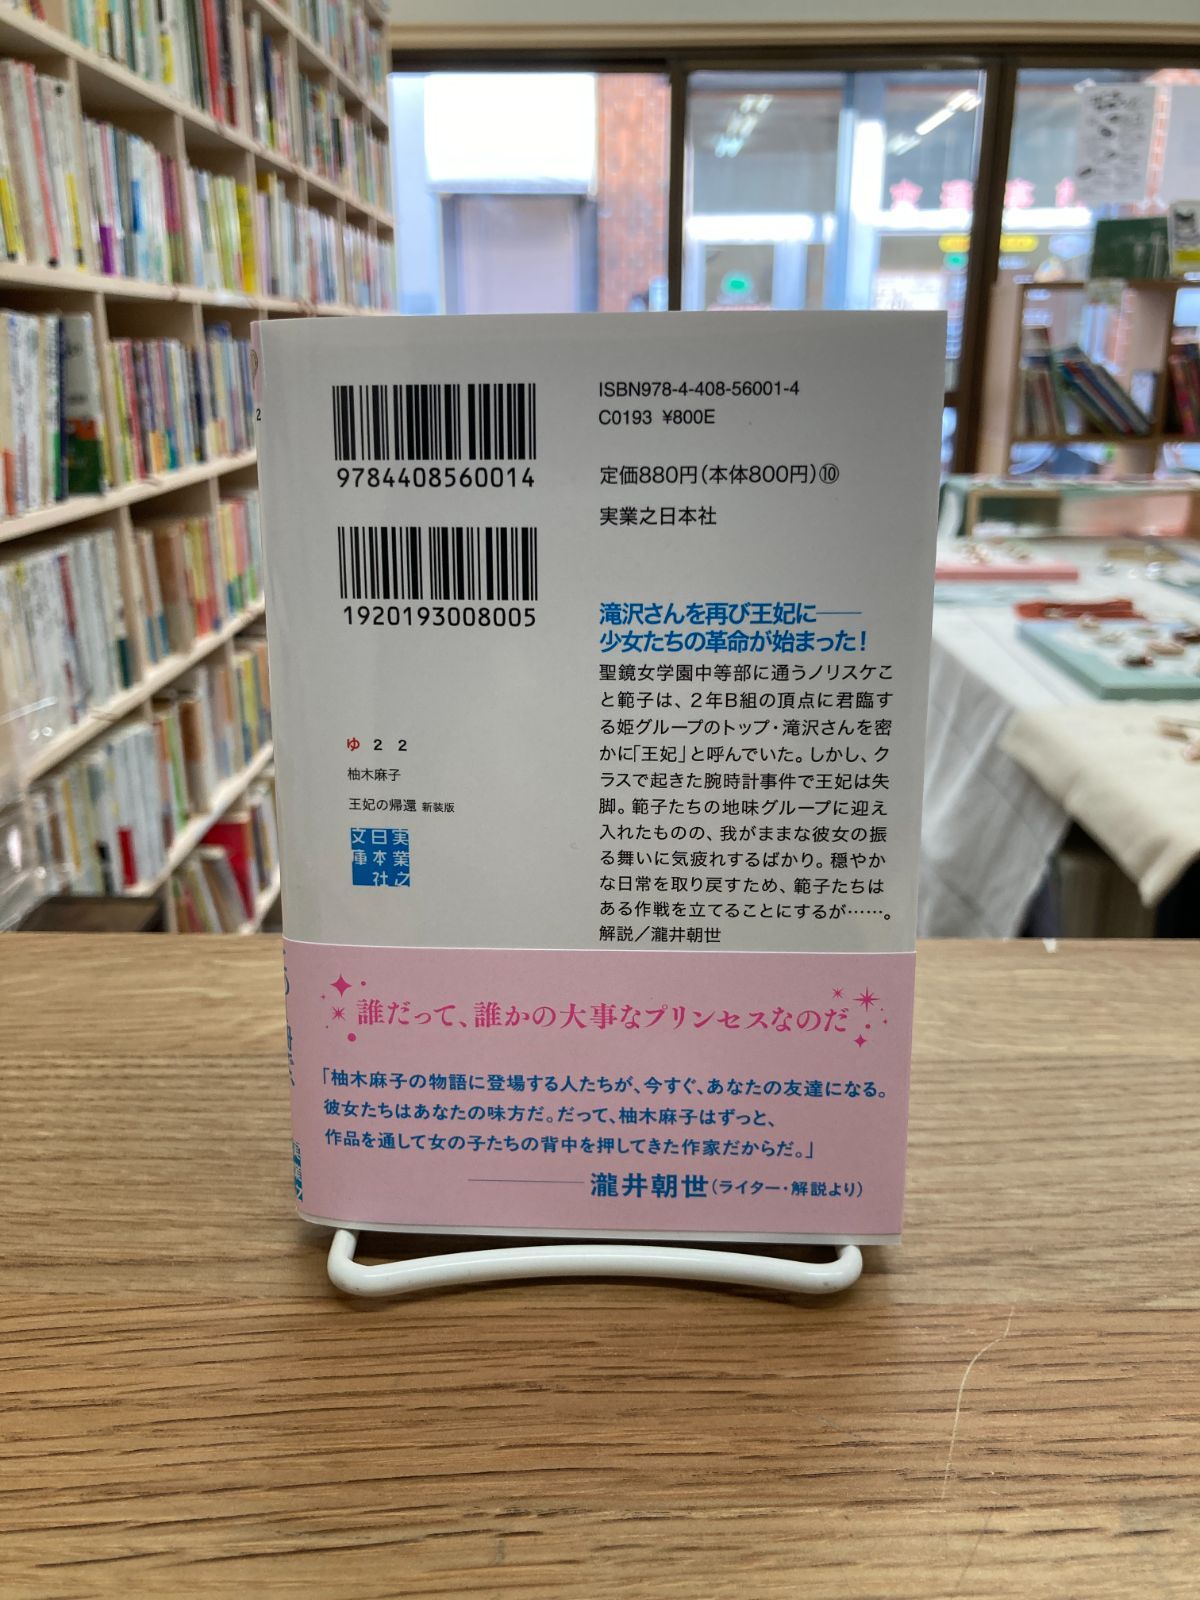 ISBN978-4-408-56001-4
C0193 ¥800E
9784408560014
定価880円(本体800円)⑩
実業之日本社
1920193008005
滝沢さんを再び王妃に――
少女たちの革命が始まった!
聖鏡女学園中等部に通うノリスケこ
と範子は、2年B組の頂点に君臨す
る姫グループのトップ・滝沢さんを密
かに「王妃」と呼んでいた。しかし、ク
ラスで起きた腕時計事件で王妃は失
脚。範子たちの地味グループに迎え
入れたものの、我がままな彼女の振
る舞いに気疲れするばかり。穏やか
な日常を取り戻すため、範子たちは
ある作戦を立てることにするが……。
解説/瀧井朝世
ゆ 2 2
柚木麻子
王妃の帰還 新装版
実業之
日本社
文庫
誰だって、誰かの大事なプリンセスなのだ
「柚木麻子の物語に登場する人たちが、今すぐ、あなたの友達になる。
彼女たちはあなたの味方だ。だって、柚木麻子はずっと、
作品を通して女の子たちの背中を押してきた作家だからだ。」
瀧井朝世(ライター・解説より)